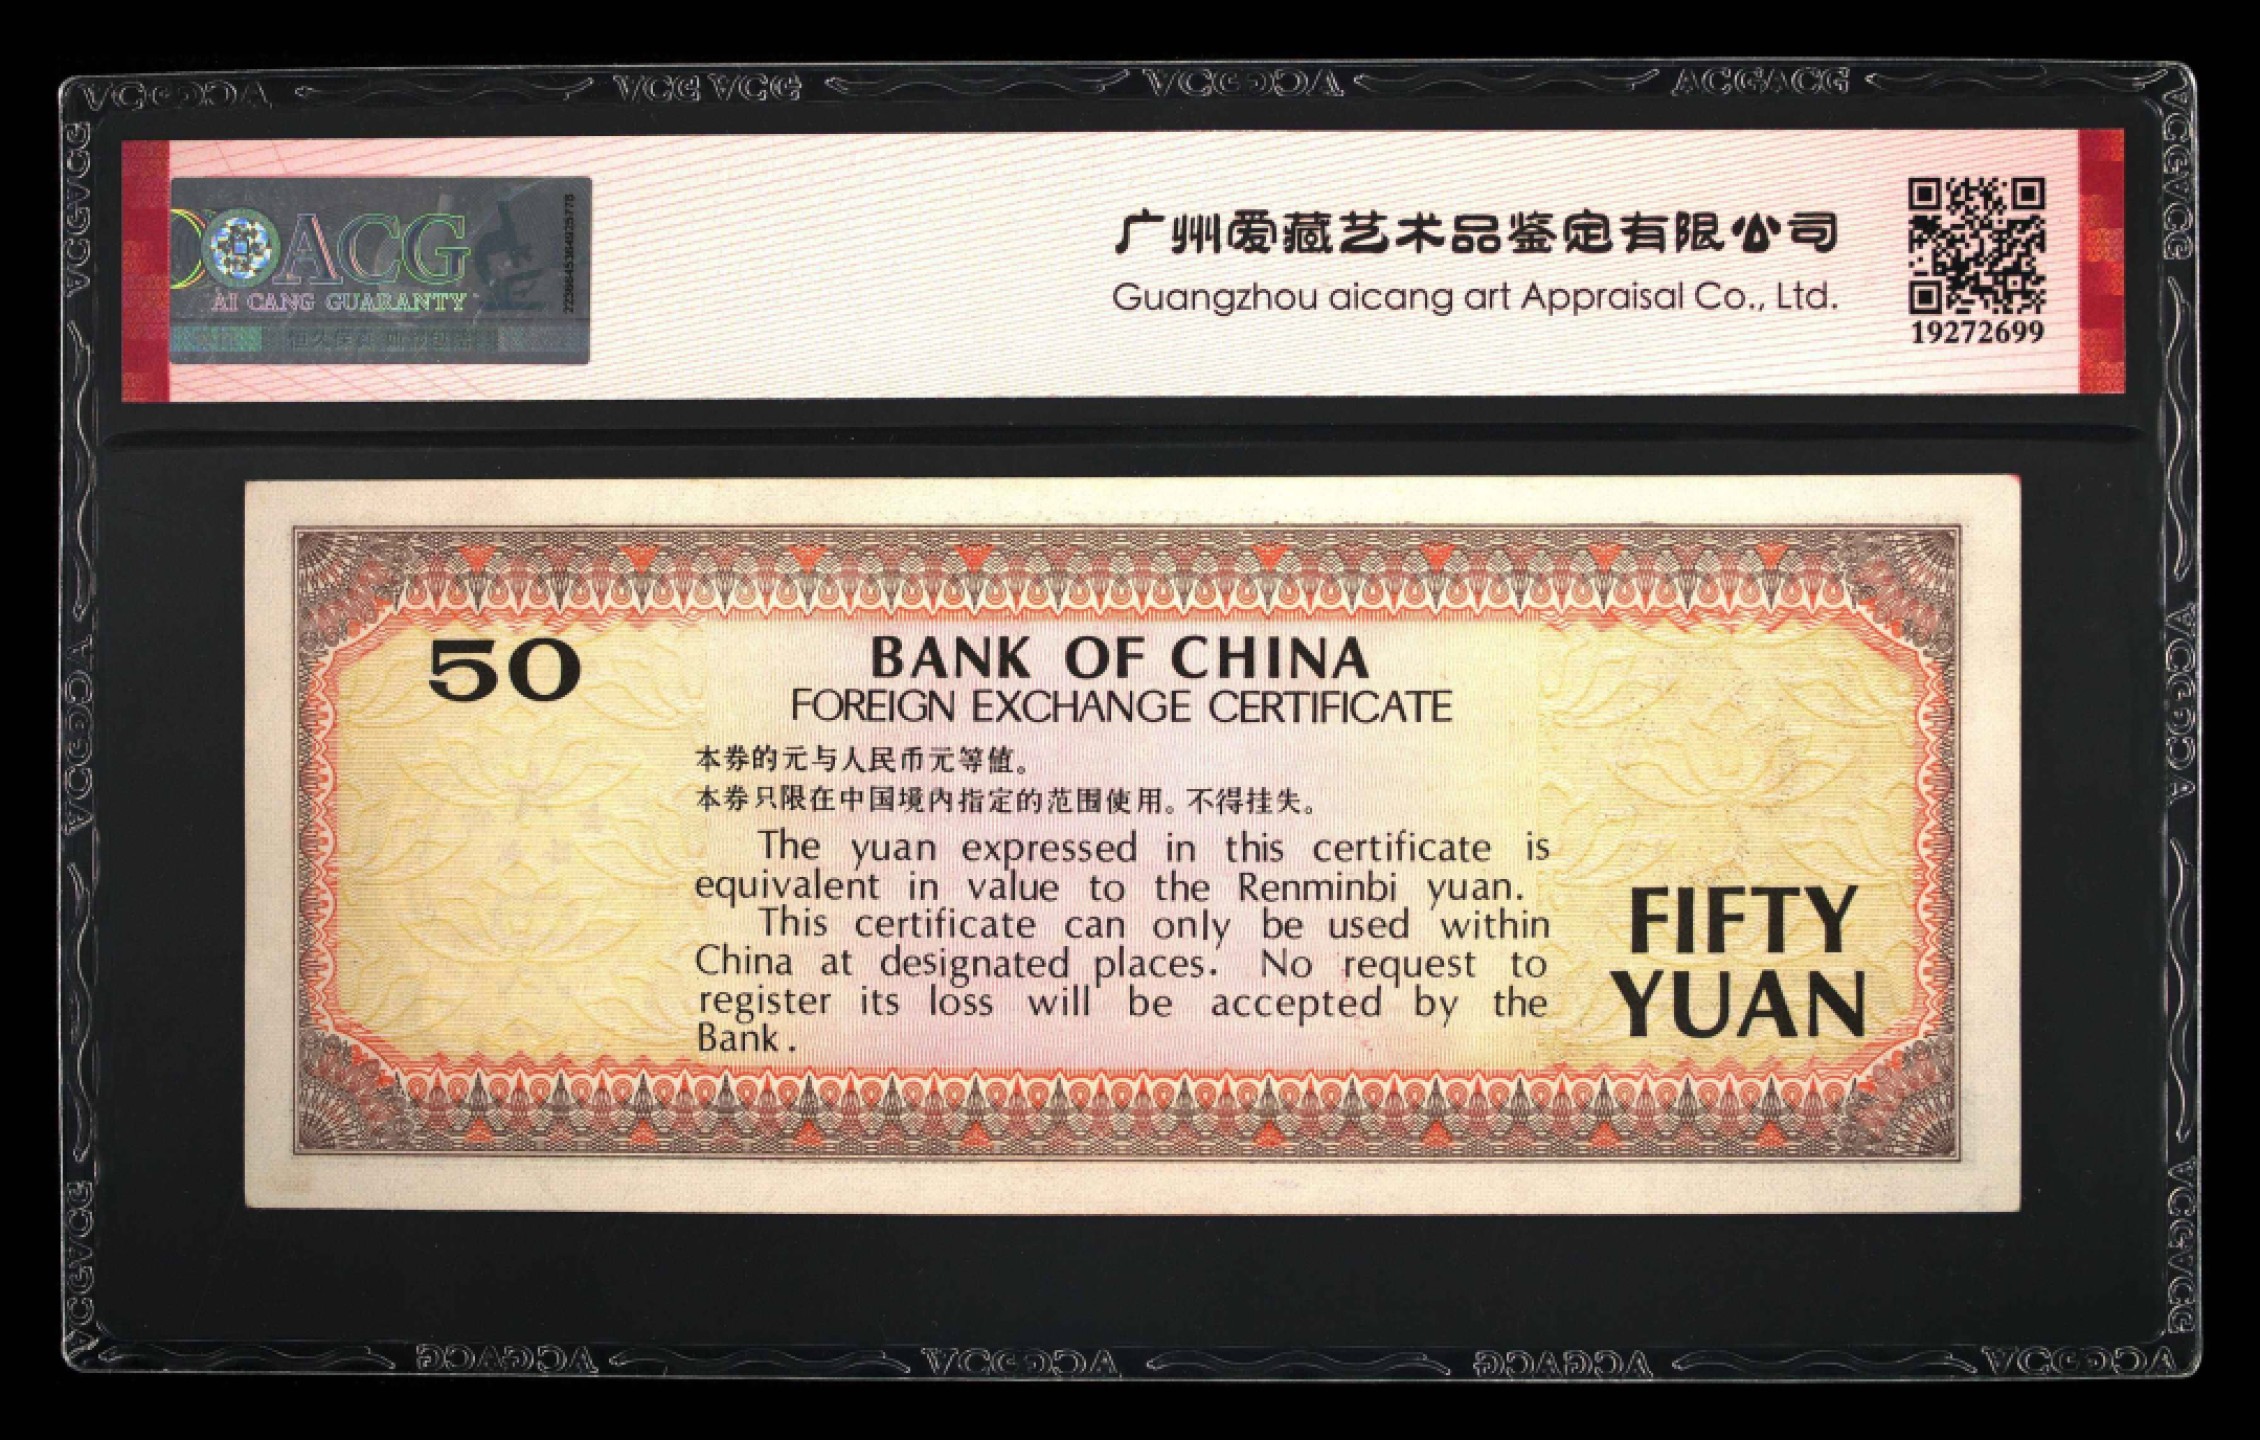 ACG
AI CANG GUARANTY
广州爱藏艺术品鉴定有限公司
Guangzhou aicang art Appraisal Co., Ltd.
19272699
50
BANK OF CHINA
FOREIGN EXCHANGE CERTIFICATE
本券的元与人民币元等值。
本券只限在中国境内指定的范围使用。不得挂失。
The yuan expressed in this certificate is
equivalent in value to the Renminbi yuan.
This certificate can only be used within
China at designated places. No request to
register its loss will be accepted by the
Bank.
FIFTY
YUAN